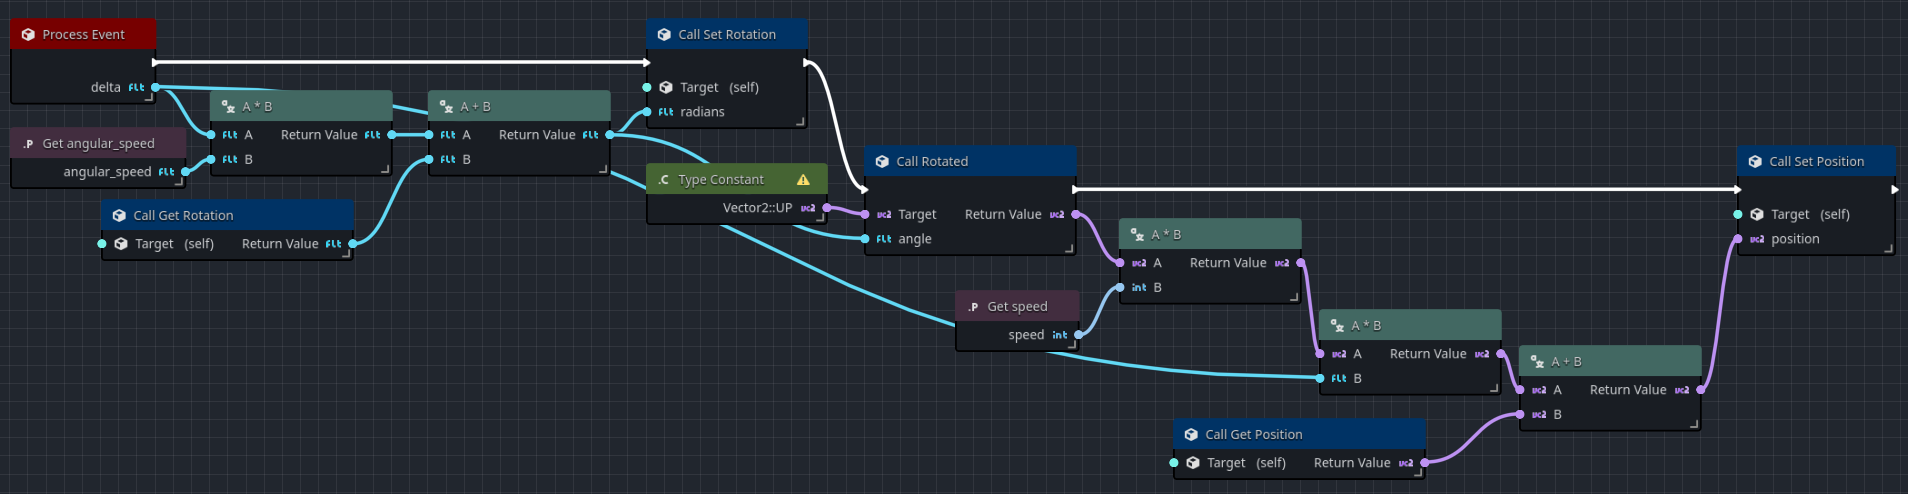 Process Event
delta Flt
Get angular_speed
angular_speed Flt
Call Get Rotation
Target (self) Return Value Flt
A * B
Flt A Return Value Flt
Flt B
A + B
Flt A Return Value Flt
Flt B
Call Set Rotation
Target (self)
Flt radians
.C Type Constant
Vector2::UP vc2
Call Rotated
vc2 Target Return Value vc2
Flt angle
.P Get speed
speed int
A * B
vc2 A Return Value vc2
int B
A * B
vc2 A Return Value vc2
Flt B
Call Get Position
Target (self) Return Value vc2
A + B
vc2 A Return Value vc2
vc2 B
Call Set Position
Target (self)
vc2 position